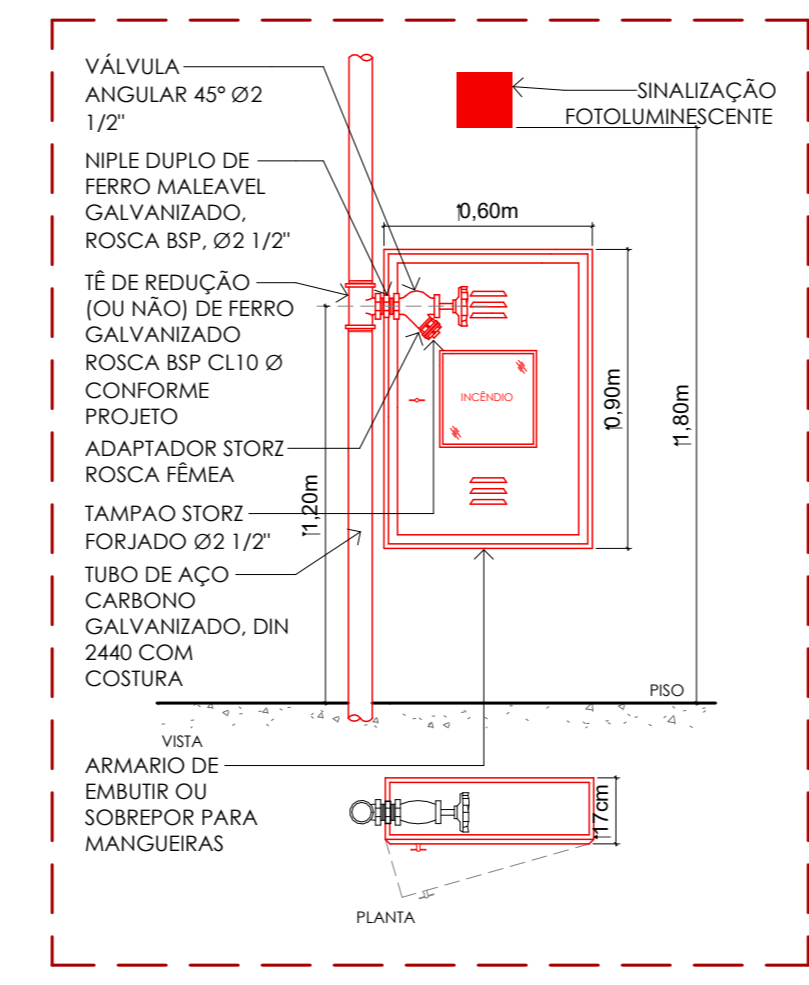 VÁLVULA
ANGULAR 45° Ø2
1/2"
NIPLE DUPLO DE
FERRO MALEAVEL
GALVANIZADO,
ROSCA BSP, Ø2 1/2"
TÊ DE REDUÇÃO
(OU NÃO) DE FERRO
GALVANIZADO
ROSCA BSP CL10 Ø
CONFORME
PROJETO
ADAPTADOR STORZ
ROSCA FÊMEA
TAMPAO STORZ
FORJADO Ø2 1/2"
TUBO DE AÇO
CARBONO
GALVANIZADO, DIN
2440 COM
COSTURA
SINALIZAÇÃO
FOTOLUMINESCENTE
0,60m
INCÊNDIO
0,90m
1,80m
1,20m
PISO
VISTA
ARMARIO DE
EMBUTIR OU
SOBREPOR PARA
MANGUEIRAS
17cm
PLANTA